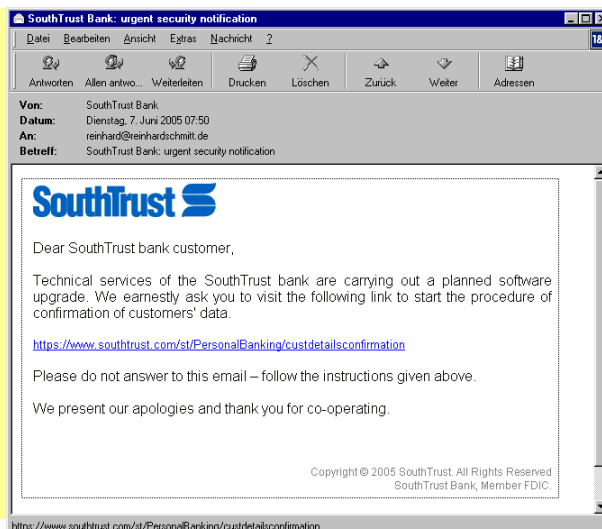 SouthTrust Bank: urgent security notification
Datei Bearbeiten Ansicht Extras Nachricht ?
Antworten Allen antwo... Weiterleiten Drucken Löschen Zurück Weiter Adressen
Von: SouthTrust Bank
Datum: Dienstag, 7. Juni 2005 07:50
An: reinhard@reinhardschmitt.de
Betreff: SouthTrust Bank: urgent security notification
SouthTrust
Dear SouthTrust bank customer,
Technical services of the SouthTrust bank are carrying out a planned software
upgrade. We earnestly ask you to visit the following link to start the procedure of
confirmation of customers' data.
https://www.southtrust.com/st/PersonalBanking/custdetailsconfirmation
Please do not answer to this email – follow the instructions given above.
We present our apologies and thank you for co-operating.
Copyright © 2005 SouthTrust. All Rights Reserved
SouthTrust Bank, Member FDIC.
https://www.southtrust.com/st/PersonalBanking/custdetailsconfirmation